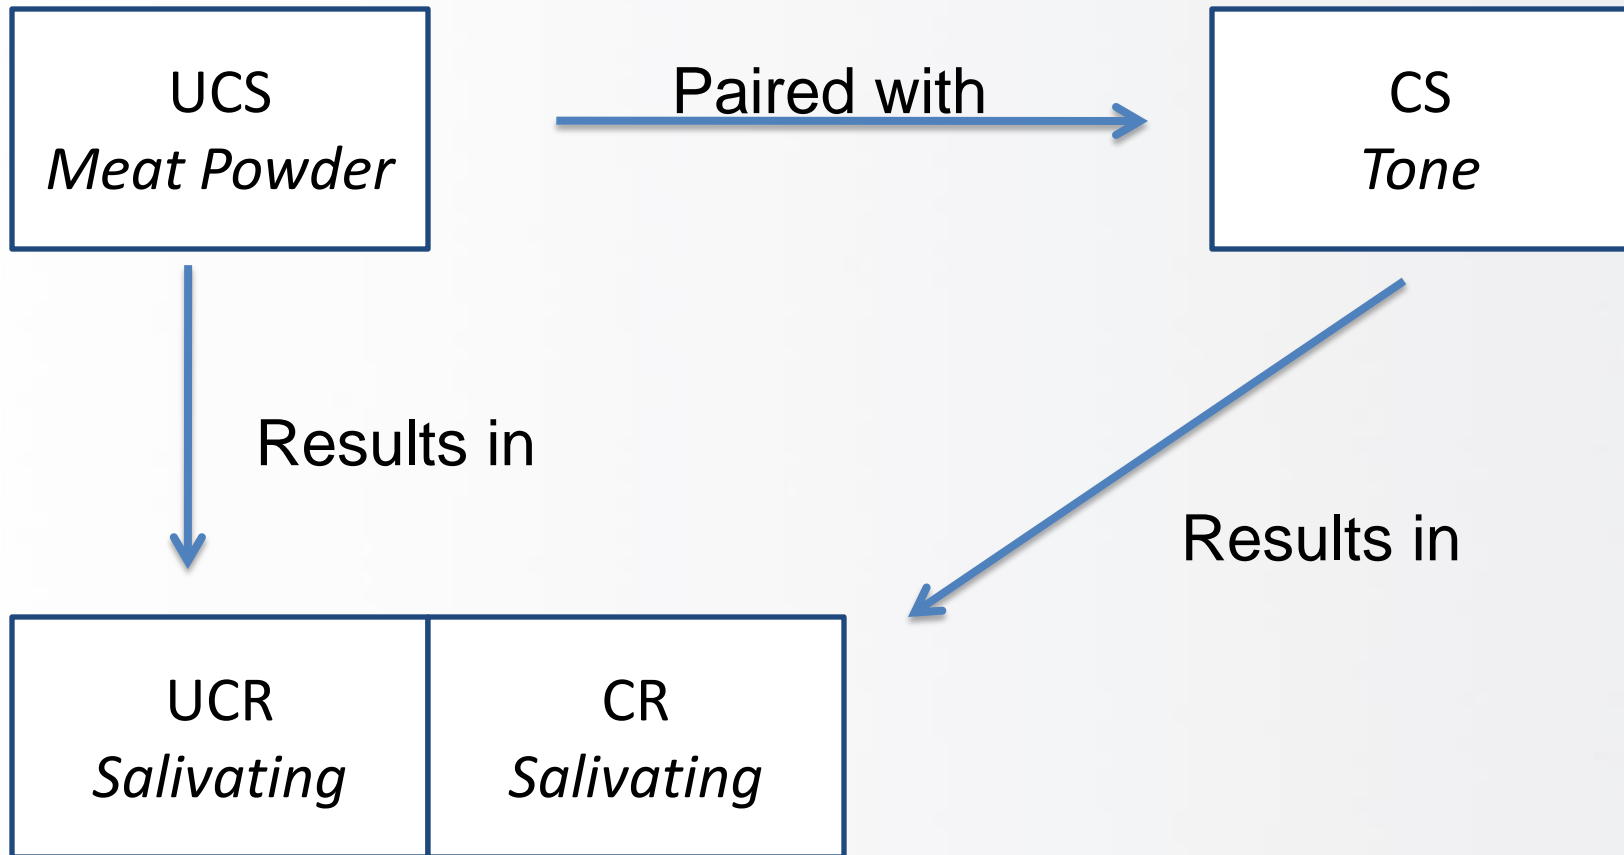 UCS
Meat Powder
Paired with
CS
Tone
Results in
Results in
UCR
Salivating
CR
Salivating